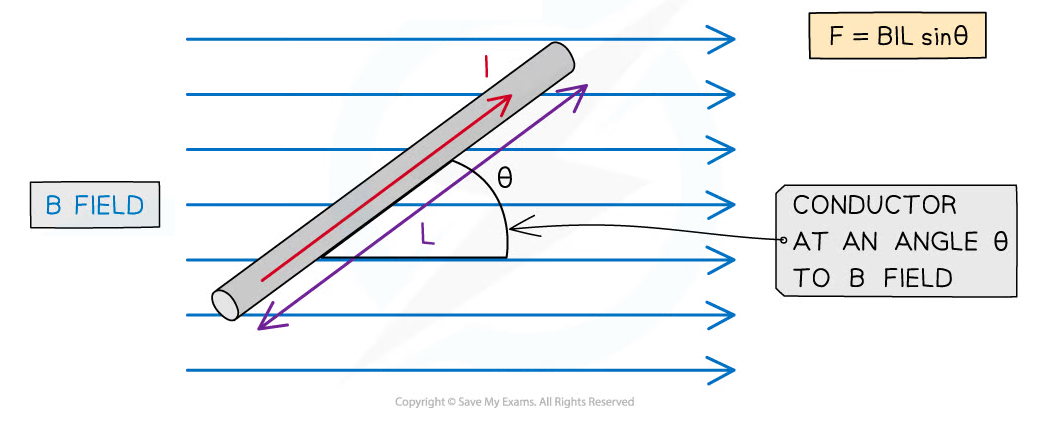 F = BIL sinθ
I
θ
B FIELD
L
CONDUCTOR
AT AN ANGLE θ
TO B FIELD
Copyright © Save My Exams. All Rights Reserved